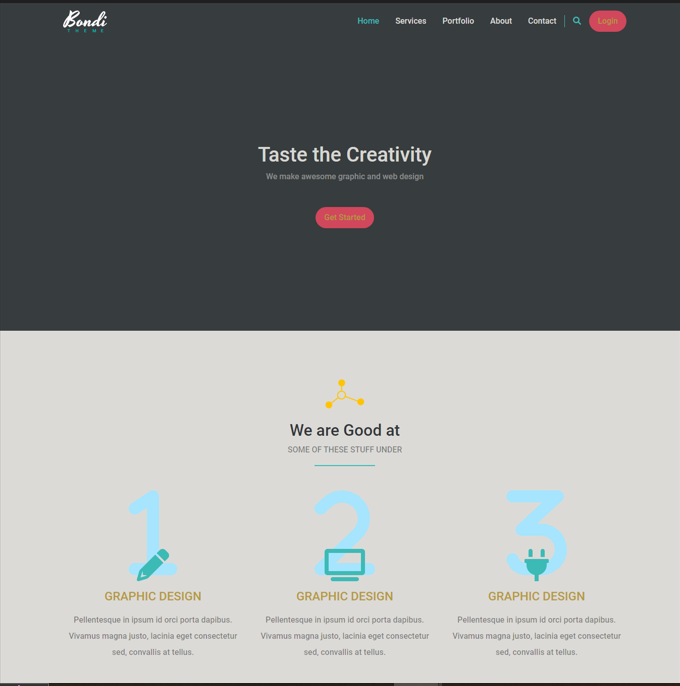 Bondi
THEME
Home Services Portfolio About Contact Login
Taste the Creativity
We make awesome graphic and web design
Get Started
We are Good at
SOME OF THESE STUFF UNDER
1 2 3
GRAPHIC DESIGN GRAPHIC DESIGN GRAPHIC DESIGN
Pellentesque in ipsum id orci porta dapibus.
Vivamus magna justo, lacinia eget consectetur
sed, convallis at tellus.
Pellentesque in ipsum id orci porta dapibus.
Vivamus magna justo, lacinia eget consectetur
sed, convallis at tellus.
Pellentesque in ipsum id orci porta dapibus.
Vivamus magna justo, lacinia eget consectetur
sed, convallis at tellus.